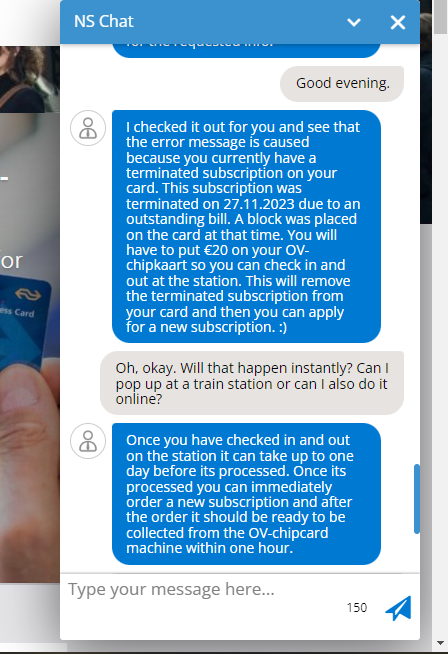 NS Chat
for the requested info.
Good evening.
I checked it out for you and see that
the error message is caused
because you currently have a
terminated subscription on your
card. This subscription was
terminated on 27.11.2023 due to an
outstanding bill. A block was placed
on the card at that time. You will
have to put €20 on your OV-
chipkaart so you can check in and
out at the station. This will remove
the terminated subscription from
your card and then you can apply
for a new subscription. :)
Oh, okay. Will that happen instantly? Can I
pop up at a train station or can I also do it
online?
Once you have checked in and out
on the station it can take up to one
day before its processed. Once its
processed you can immediately
order a new subscription and after
the order it should be ready to be
collected from the OV-chipcard
machine within one hour.
Type your message here...
150
-
or
ess Card